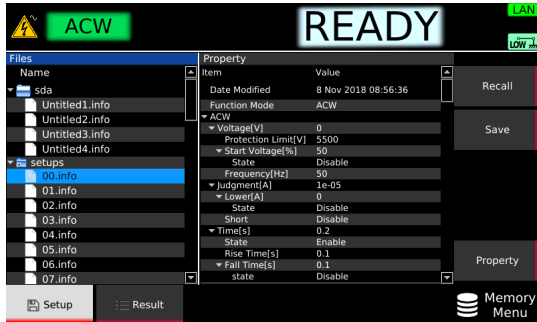 ACW
READY
LAN
LOW
Files
Name
sda
Untitled1.info
Untitled2.info
Untitled3.info
Untitled4.info
setups
00.info
01.info
02.info
03.info
04.info
05.info
06.info
07.info
Property
Item Value
Date Modified 8 Nov 2018 08:56:36
Function Mode ACW
ACW
Voltage[V] 0
Protection Limit[V] 5500
Start Voltage[%] 50
State Disable
Frequency[Hz] 50
Judgment[A] 1e-05
Lower[A] 0
State Disable
Short Disable
Time[s] 0.2
State Enable
Rise Time[s] 0.1
Fall Time[s] 0.1
state Disable
Recall
Save
Property
Setup
Result
Memory
Menu